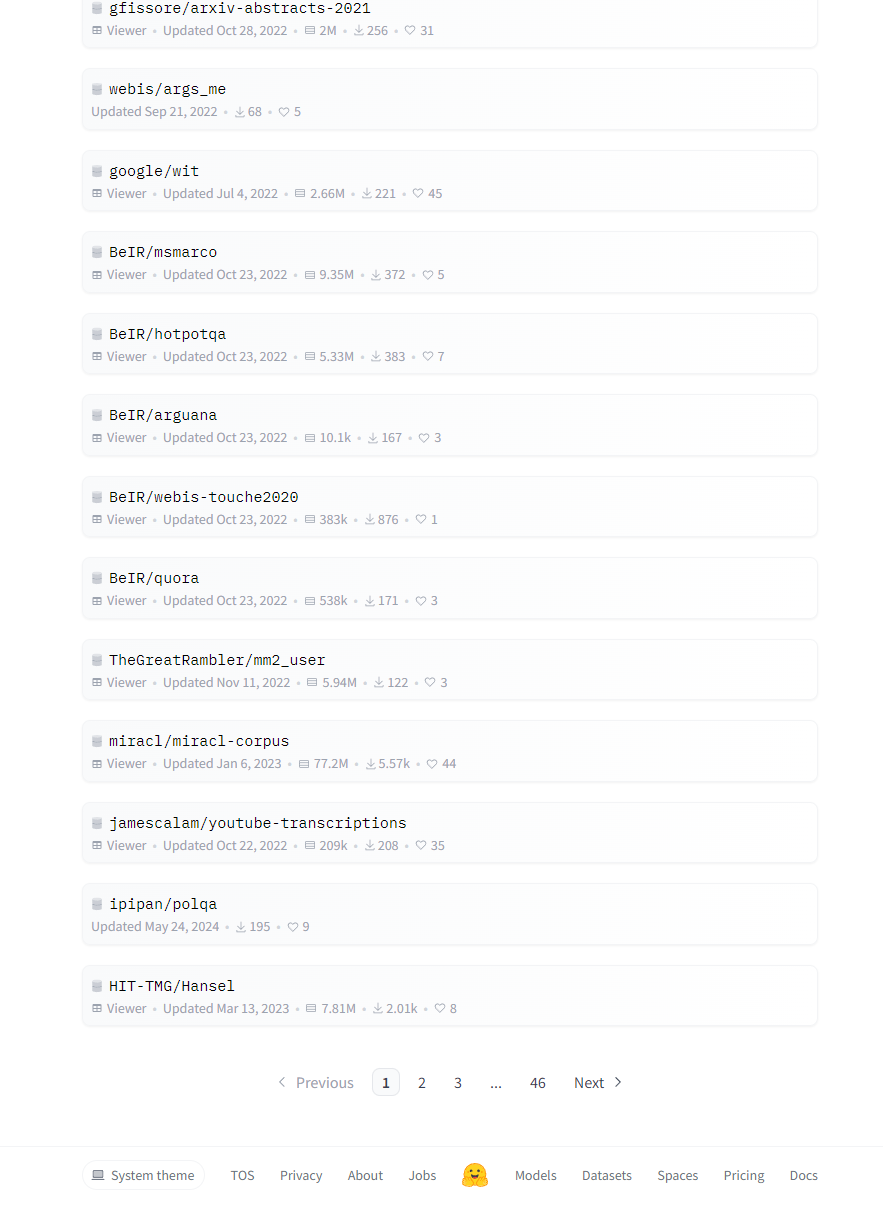 gfissore/arxiv-abstracts-2021
Viewer • Updated Oct 28, 2022 • 2M • 256 • 31
webis/args_me
Updated Sep 21, 2022 • 68 • 5
google/wit
Viewer • Updated Jul 4, 2022 • 2.66M • 221 • 45
BeIR/msmarco
Viewer • Updated Oct 23, 2022 • 9.35M • 372 • 5
BeIR/hotpotqa
Viewer • Updated Oct 23, 2022 • 5.33M • 383 • 7
BeIR/arguana
Viewer • Updated Oct 23, 2022 • 10.1k • 167 • 3
BeIR/webis-touche2020
Viewer • Updated Oct 23, 2022 • 383k • 876 • 1
BeIR/quora
Viewer • Updated Oct 23, 2022 • 538k • 171 • 3
TheGreatRambler/mm2_user
Viewer • Updated Nov 11, 2022 • 5.94M • 122 • 3
miracl/miracl-corpus
Viewer • Updated Jan 6, 2023 • 77.2M • 5.57k • 44
jamescalam/youtube-transcriptions
Viewer • Updated Oct 22, 2022 • 209k • 208 • 35
ipipan/polqa
Updated May 24, 2024 • 195 • 9
HIT-TMG/Hansel
Viewer • Updated Mar 13, 2023 • 7.81M • 2.01k • 8
Previous 1 2 3 ... 46 Next
System theme TOS Privacy About Jobs Models Datasets Spaces Pricing Docs